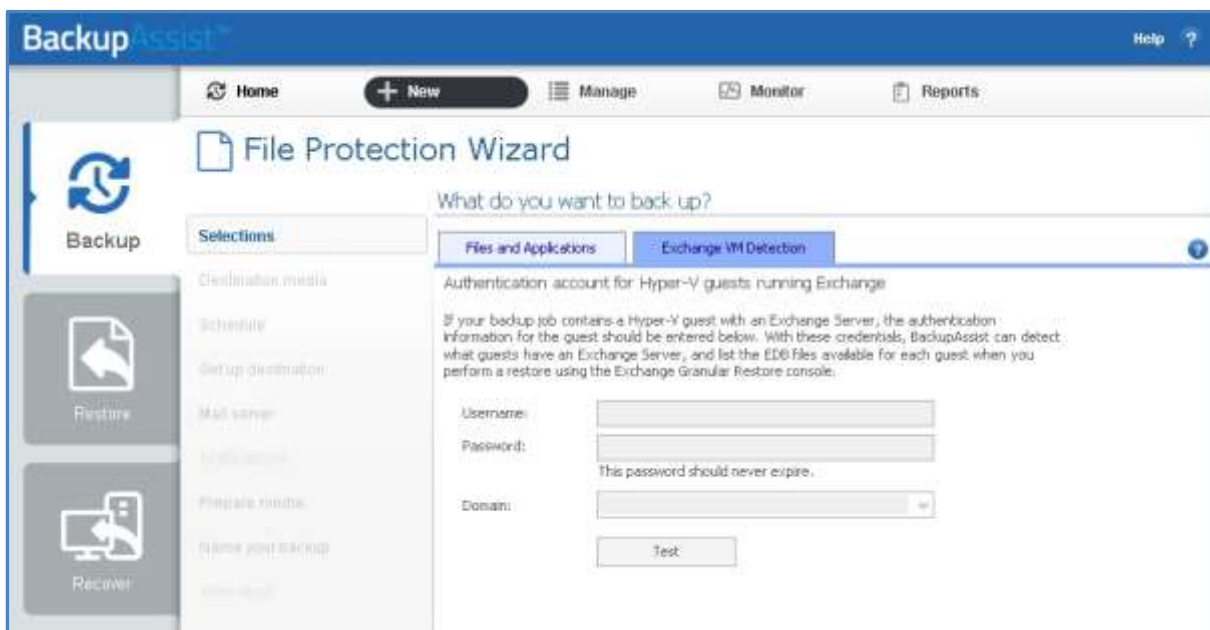 BackupAssist™
Help ?
Home
New
Manage
Monitor
Reports
File Protection Wizard
What do you want to back up?
Backup
Selections
Files and Applications
Exchange VM Detection
?
Destination media
Authentication account for Hyper-V guests running Exchange
Schedule
If your backup job contains a Hyper-V guest with an Exchange Server, the authentication
information for the guest should be entered below. With these credentials, BackupAssist can detect
what guests have an Exchange Server, and list the EDB files available for each guest when you
perform a restore using the Exchange Granular Restore console.
Set up destination
Restore
Mail server
Username:
Password:
This password should never expire.
Prepare media
Domain:
Name your backup
Test
Recover